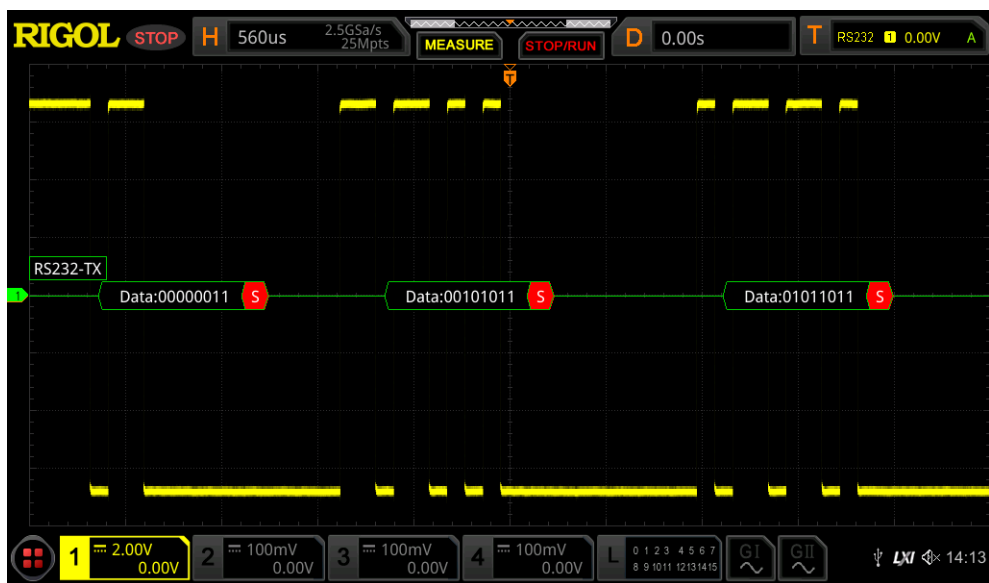 RIGOL STOP H 560us 2.5GSa/s 25Mpts MEASURE STOP/RUN D 0.00s T RS232 1 0.00V A
T
RS232-TX
1 Data:00000011 S Data:00101011 S Data:01011011 S
1 2.00V 0.00V 2 100mV 0.00V 3 100mV 0.00V 4 100mV 0.00V L 0 1 2 3 4 5 6 7 GI GII LXI 14:13
8 9 10 11 12 13 14 15